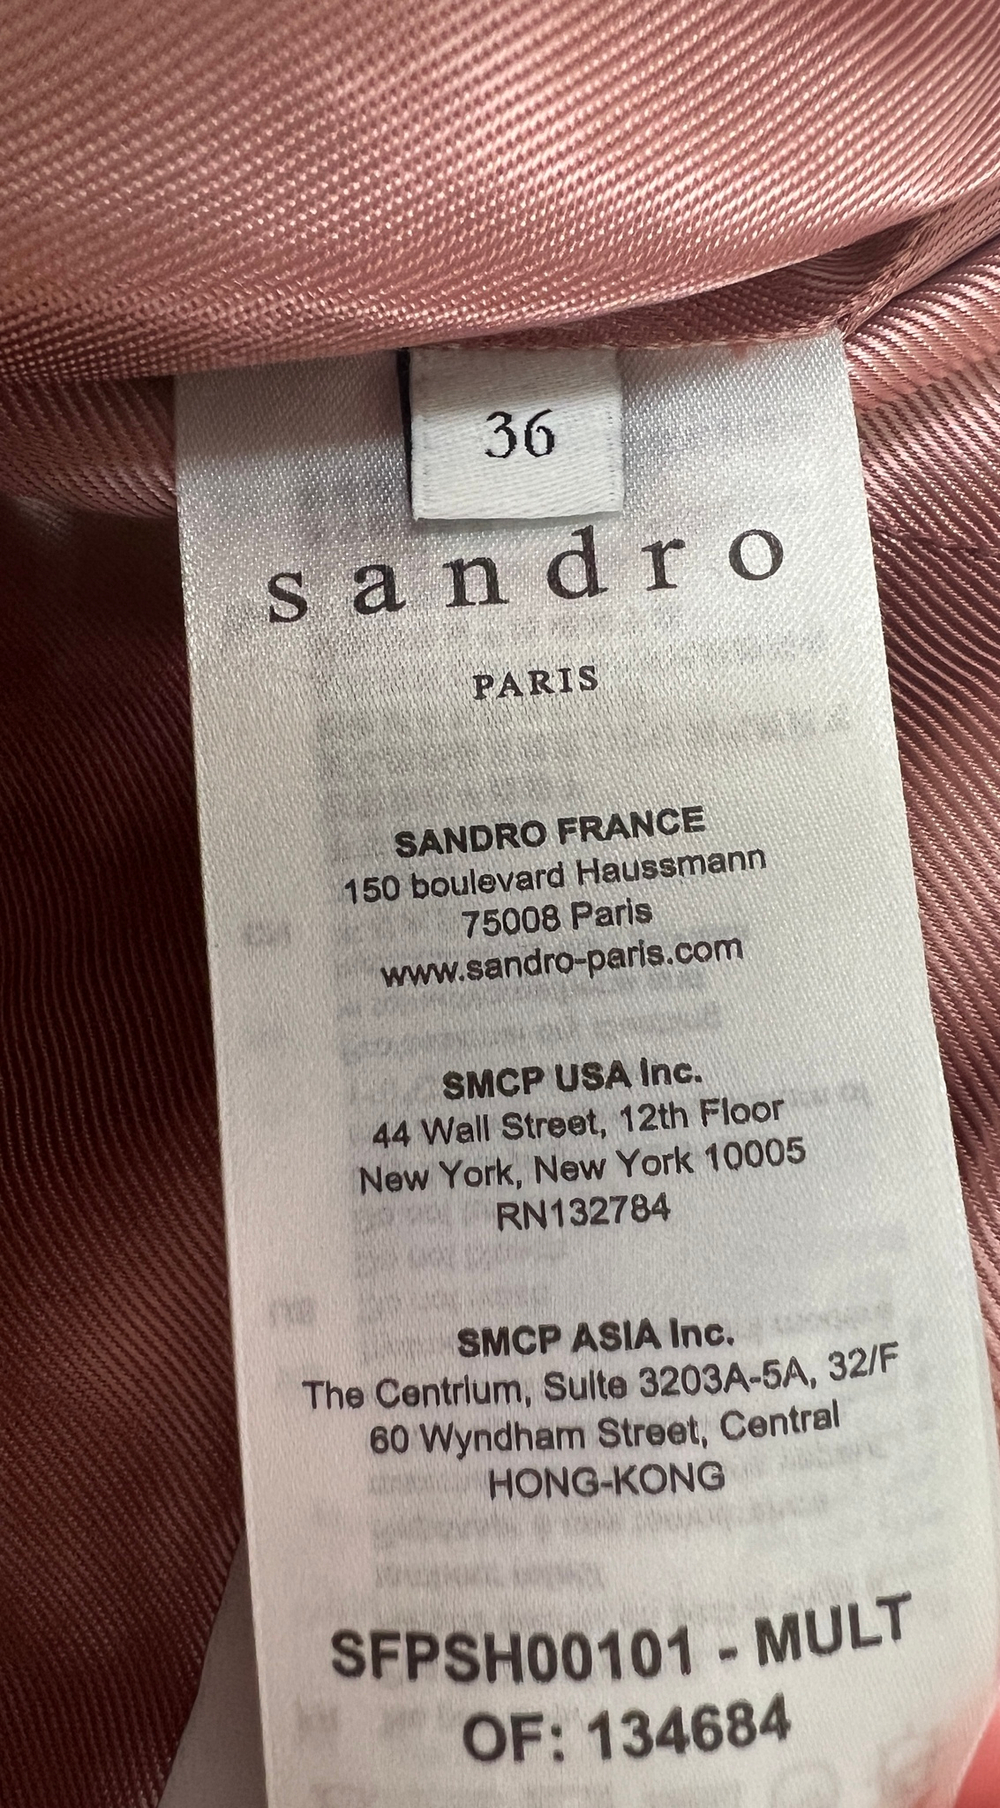 36
sandro
PARIS
SANDRO FRANCE
150 boulevard Haussmann
75008 Paris
www.sandro-paris.com
SMCP USA Inc.
44 Wall Street, 12th Floor
New York, New York 10005
RN132784
SMCP ASIA Inc.
The Centrium, Suite 3203A-5A, 32/F
60 Wyndham Street, Central
HONG-KONG
SFPSH00101 - MULT
OF: 134684